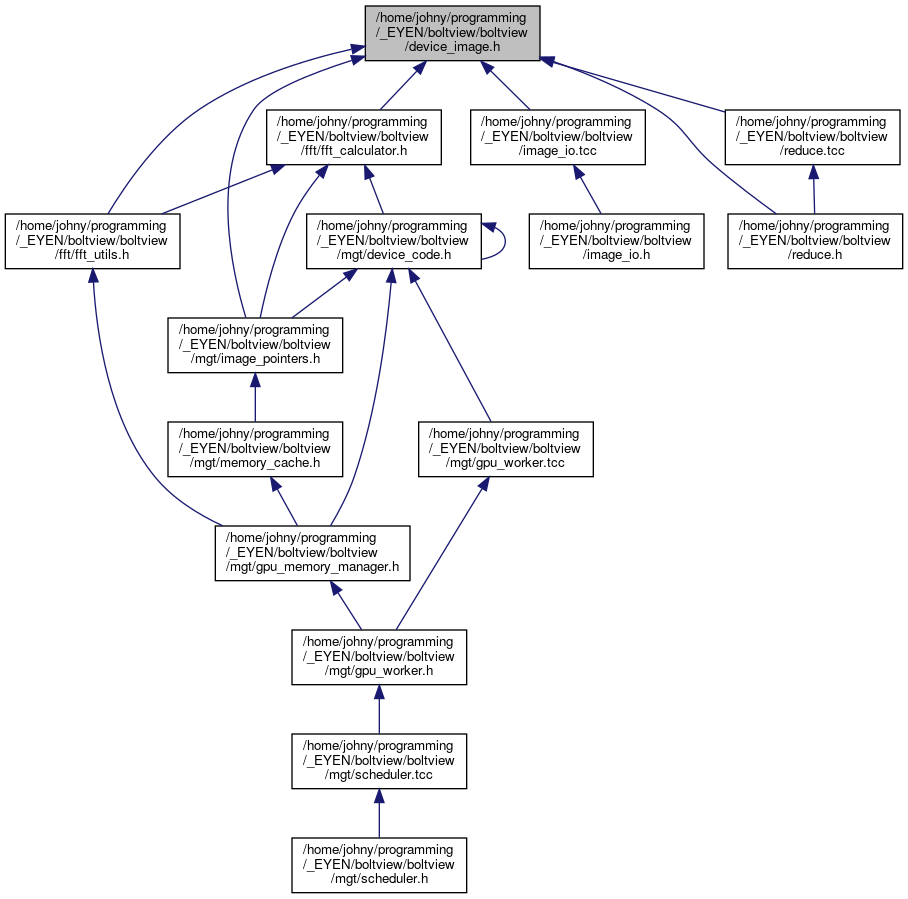 /home/johny/programming
/_EYEN/boltview/boltview
/device_image.h
/home/johny/programming
/_EYEN/boltview/boltview
/fft/fft_calculator.h
/home/johny/programming
/_EYEN/boltview/boltview
/image_io.tcc
/home/johny/programming
/_EYEN/boltview/boltview
/reduce.tcc
/home/johny/programming
/_EYEN/boltview/boltview
/fft/fft_utils.h
/home/johny/programming
/_EYEN/boltview/boltview
/mgt/device_code.h
/home/johny/programming
/_EYEN/boltview/boltview
/image_io.h
/home/johny/programming
/_EYEN/boltview/boltview
/reduce.h
/home/johny/programming
/_EYEN/boltview/boltview
/mgt/image_pointers.h
/home/johny/programming
/_EYEN/boltview/boltview
/mgt/memory_cache.h
/home/johny/programming
/_EYEN/boltview/boltview
/mgt/gpu_worker.tcc
/home/johny/programming
/_EYEN/boltview/boltview
/mgt/gpu_memory_manager.h
/home/johny/programming
/_EYEN/boltview/boltview
/mgt/gpu_worker.h
/home/johny/programming
/_EYEN/boltview/boltview
/mgt/scheduler.tcc
/home/johny/programming
/_EYEN/boltview/boltview
/mgt/scheduler.h